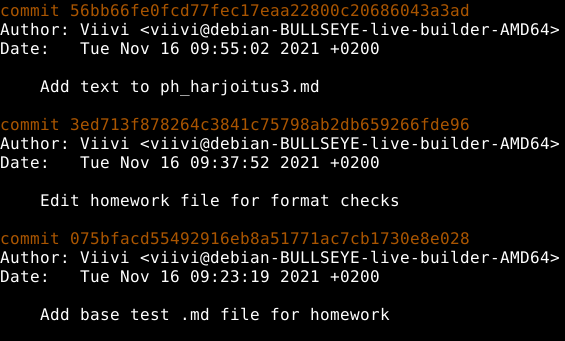 commit 56bb66fe0fcd77fec17eaa22800c20686043a3ad
Author: Viivi <viivi@debian-BULLSEYE-live-builder-AMD64>
Date:   Tue Nov 16 09:55:02 2021 +0200
    Add text to ph_harjoitus3.md
commit 3ed713f878264c3841c75798ab2db659266fde96
Author: Viivi <viivi@debian-BULLSEYE-live-builder-AMD64>
Date:   Tue Nov 16 09:37:52 2021 +0200
    Edit homework file for format checks
commit 075bfacd55492916eb8a51771ac7cb1730e8e028
Author: Viivi <viivi@debian-BULLSEYE-live-builder-AMD64>
Date:   Tue Nov 16 09:23:19 2021 +0200
    Add base test .md file for homework